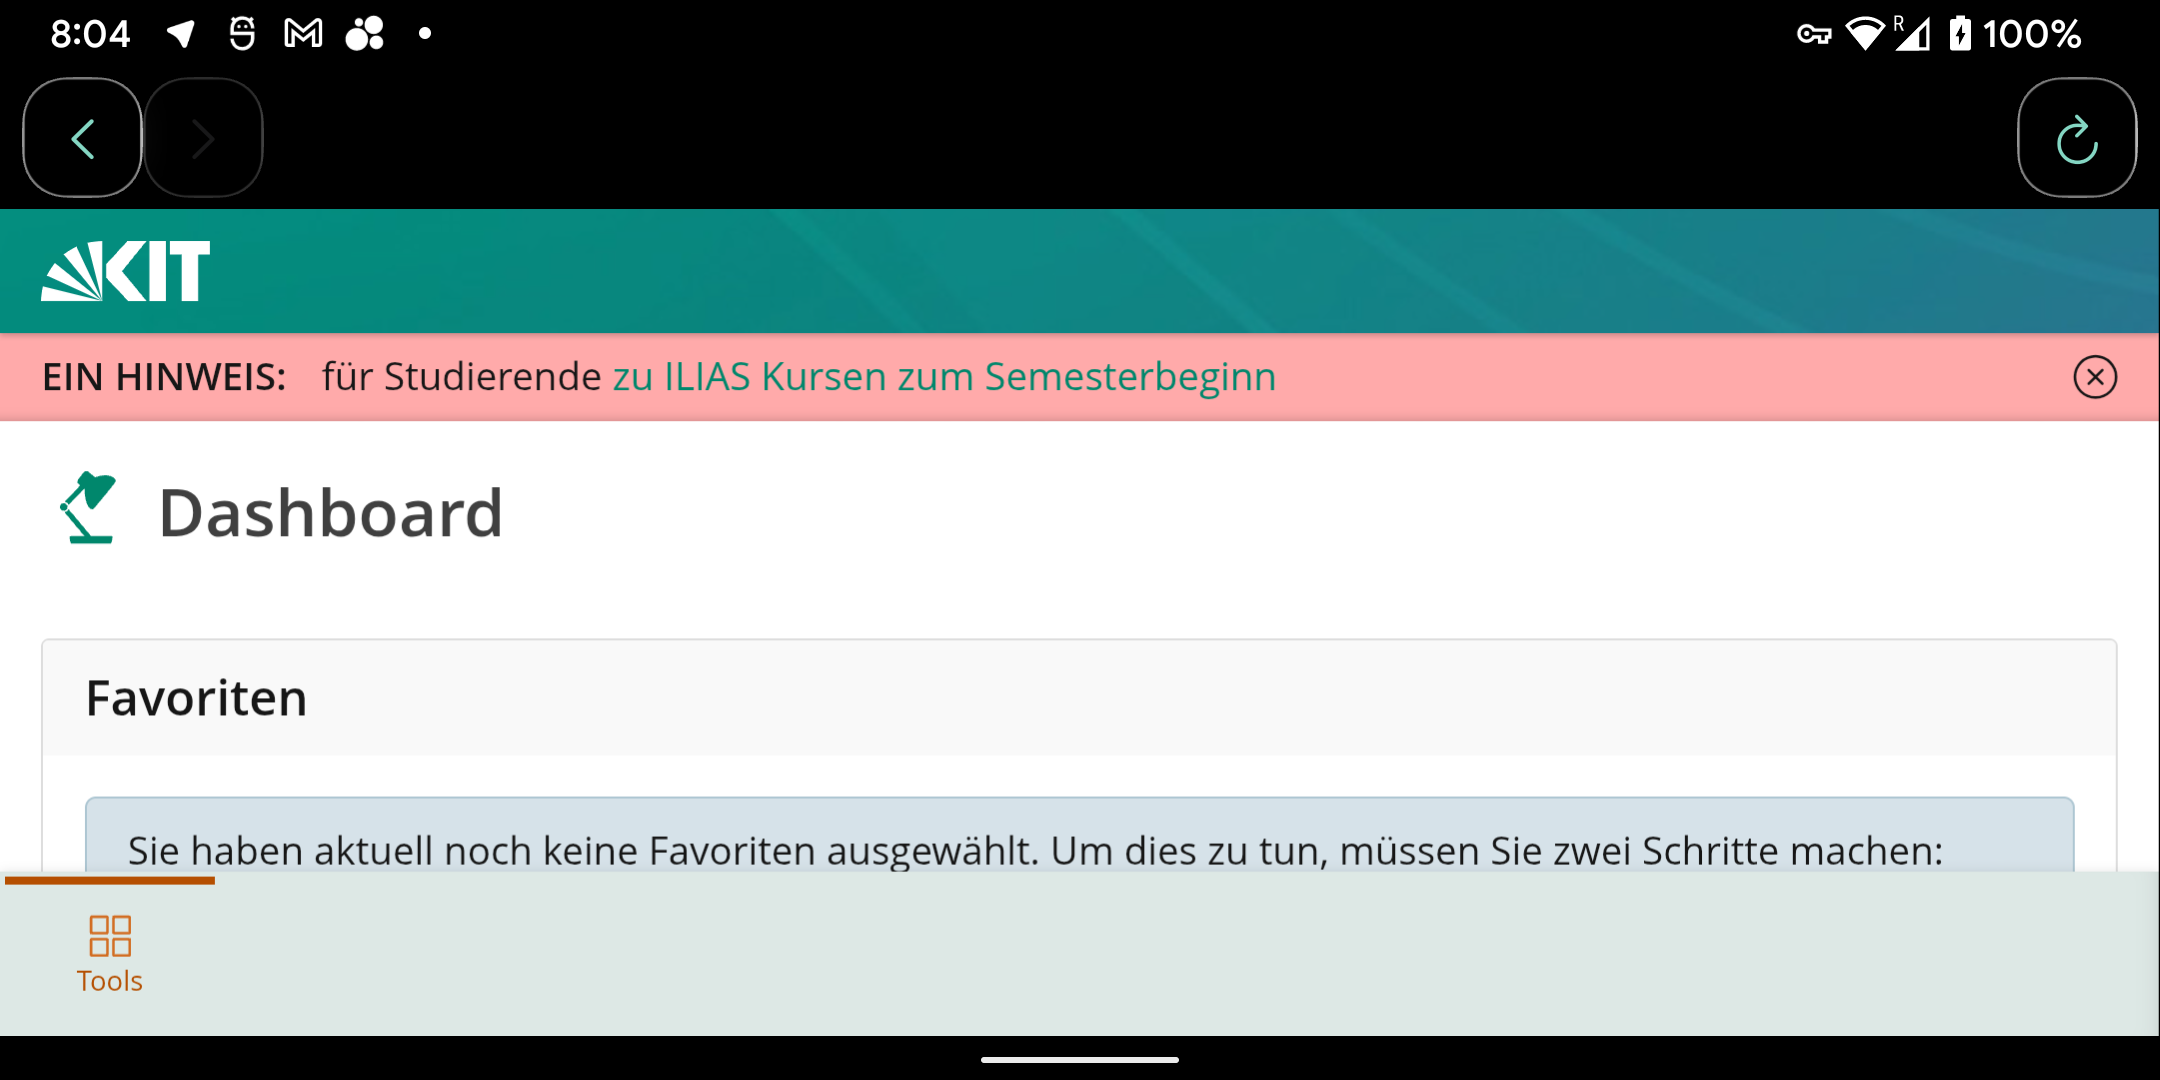 8:04 R 100%
KIT
EIN HINWEIS: für Studierende zu ILIAS Kursen zum Semesterbeginn
Dashboard
Favoriten
Sie haben aktuell noch keine Favoriten ausgewählt. Um dies zu tun, müssen Sie zwei Schritte machen:
Tools